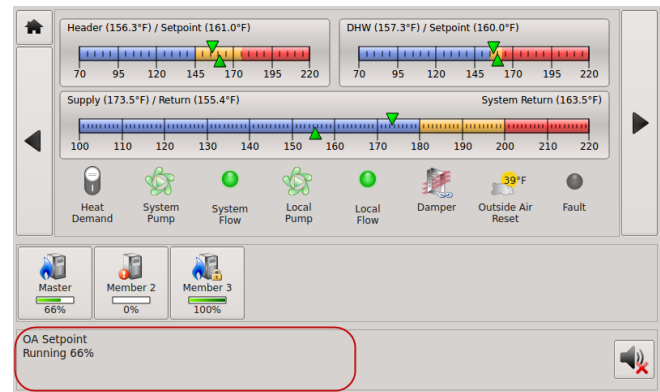 Header (156.3°F) / Setpoint (161.0°F)
70 95 120 145 170 195 220
DHW (157.3°F) / Setpoint (160.0°F)
70 95 120 145 170 195 220
Supply (173.5°F) / Return (155.4°F) System Return (163.5°F)
100 110 120 130 140 150 160 170 180 190 200 210 220
39°F
Heat Demand
System Pump
System Flow
Local Pump
Local Flow
Damper
Outside Air Reset
Fault
Master
66%
Member 2
0%
Member 3
100%
OA Setpoint
Running 66%